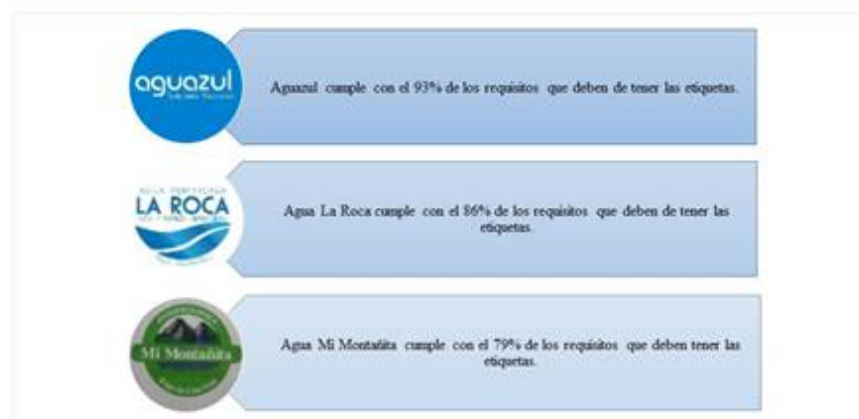 aguazul
Aguazul cumple con el 93% de los requisitos que deben de tener las etiquetas.
AGUA PURIFICADA
LA ROCA
Agua La Roca cumple con el 86% de los requisitos que deben de tener las
etiquetas.
Mi Montañita
Agua Mi Montañita cumple con el 79% de los requisitos que deben tener las
etiquetas.